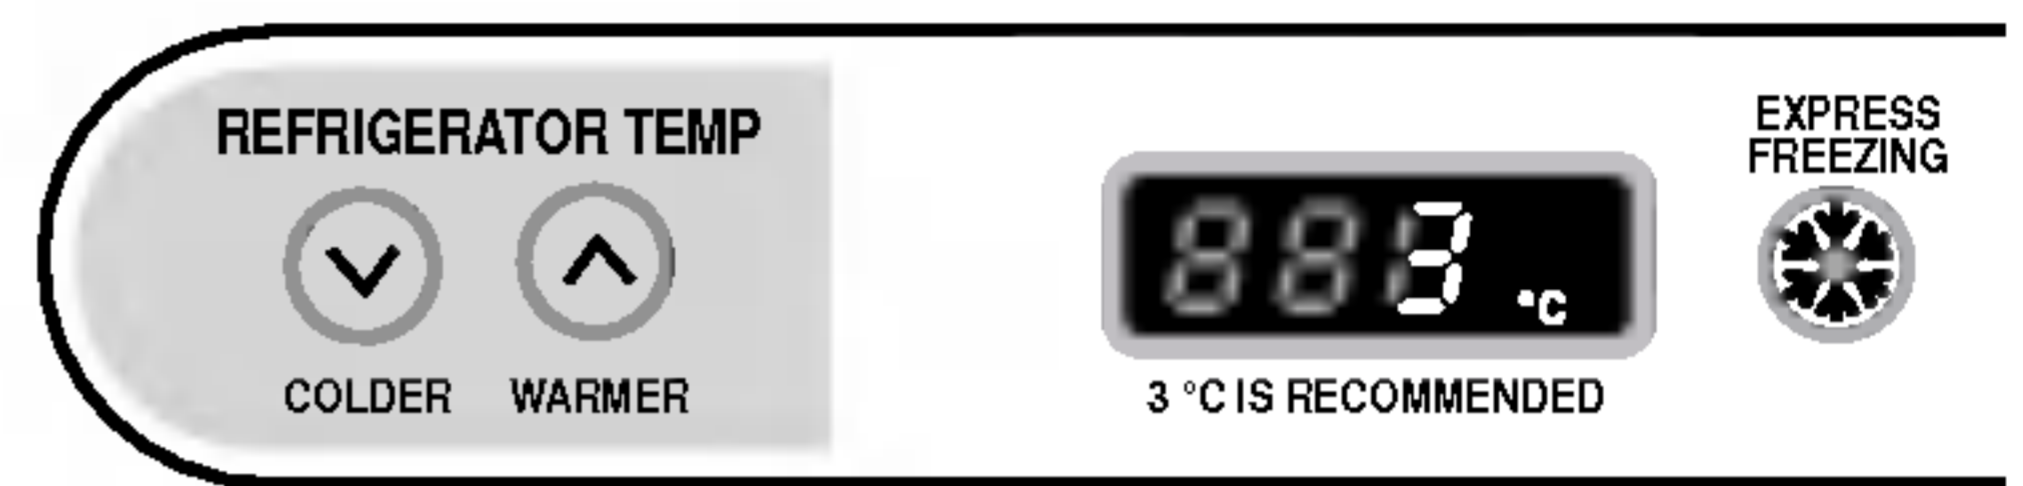 REFRIGERATOR TEMP
COLDER WARMER
3 °C
3 °C IS RECOMMENDED
EXPRESS
FREEZING